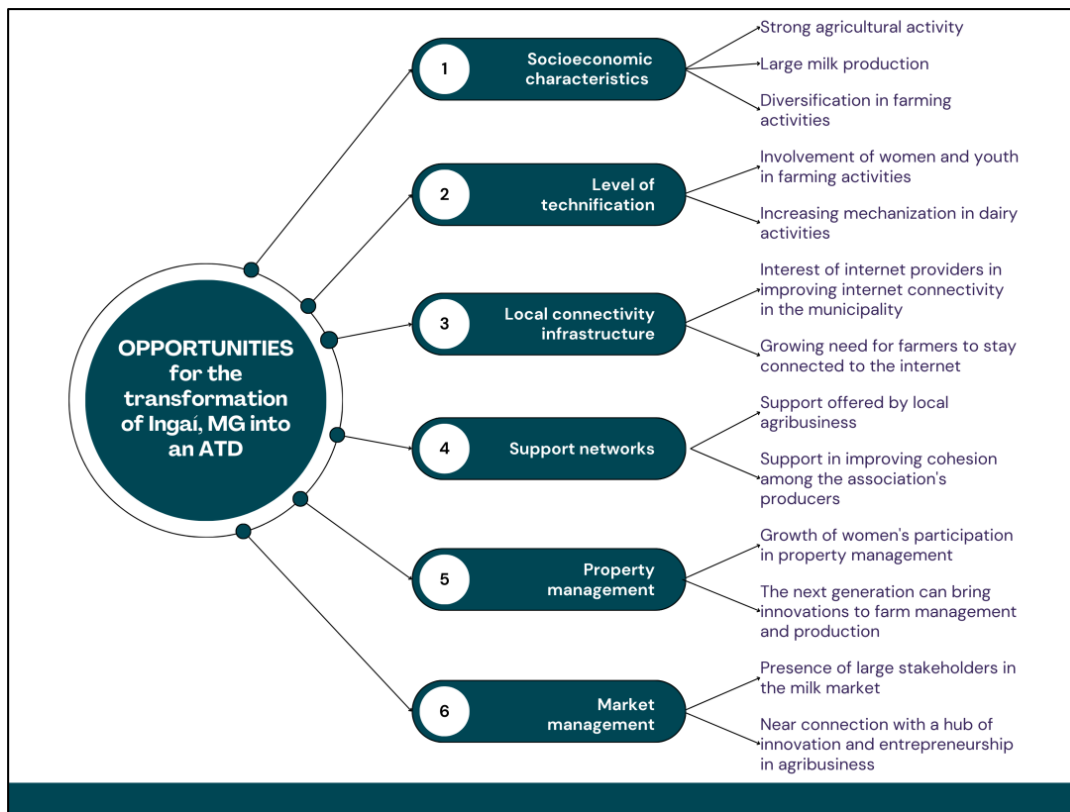 OPPORTUNITIES
for the
transformation
of Ingaí, MG into
an ATD
1
Socioeconomic
characteristics
Strong agricultural activity
Large milk production
Diversification in farming
activities
2
Level of
technification
Involvement of women and youth
in farming activities
Increasing mechanization in dairy
activities
3
Local connectivity
infrastructure
Interest of internet providers in
improving internet connectivity
in the municipality
Growing need for farmers to stay
connected to the internet
4
Support networks
Support offered by local
agribusiness
Support in improving cohesion
among the association's
producers
5
Property
management
Growth of women's participation
in property management
The next generation can bring
innovations to farm management
and production
6
Market
management
Presence of large stakeholders in
the milk market
Near connection with a hub of
innovation and entrepreneurship
in agribusiness